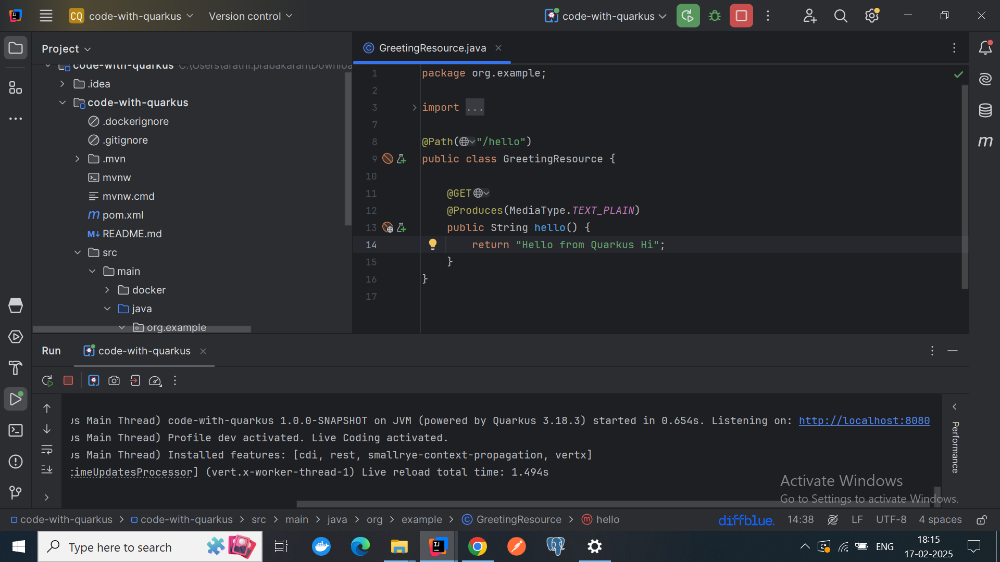 CQ code-with-quarkus Version control code-with-quarkus
Project
GreetingResource.java
code-with-quarkus C:\Users\arathi.prabakaran\Downloa
.idea
code-with-quarkus
.dockerignore
.gitignore
.mvn
mvnw
mvnw.cmd
pom.xml
README.md
src
main
docker
java
org.example
1 package org.example;
2
3 import ...
7
8 @Path("/hello")
9 public class GreetingResource {
10
11 @GET
12 @Produces(MediaType.TEXT_PLAIN)
13 public String hello() {
14 return "Hello from Quarkus Hi";
15 }
16 }
17
Run code-with-quarkus
us Main Thread) code-with-quarkus 1.0.0-SNAPSHOT on JVM (powered by Quarkus 3.18.3) started in 0.654s. Listening on: http://localhost:8080
us Main Thread) Profile dev activated. Live Coding activated.
us Main Thread) Installed features: [cdi, rest, smallrye-context-propagation, vertx]
timeUpdatesProcessor] (vert.x-worker-thread-1) Live reload total time: 1.494s
Performance
Activate Windows
Go to Settings to activate Windows.
code-with-quarkus > code-with-quarkus > src > main > java > org > example > GreetingResource > hello
diffblue. 14:38 LF UTF-8 4 spaces
Type here to search
ENG
18:15
17-02-2025